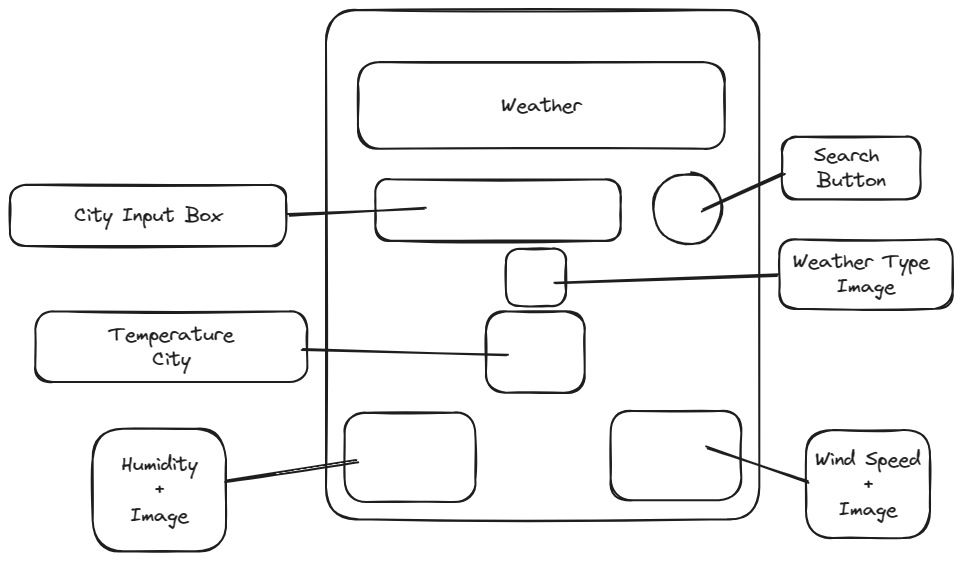 Weather
Search
Button
City Input Box
Weather Type
Image
Temperature
City
Humidity
+
Image
Wind Speed
+
Image